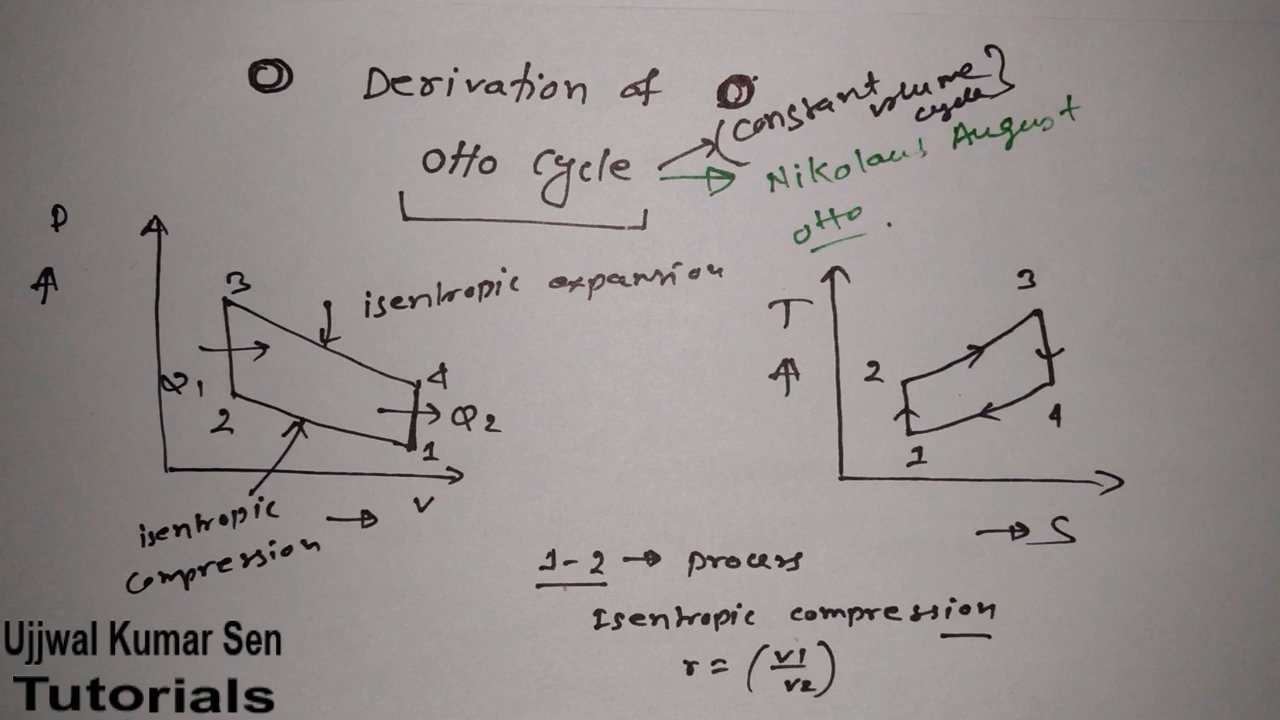 Derivation of
Otto cycle
(constant volume cycle)
Nikolaus August
Otto.
P
3
isentropic expansion
4
Q1
2
Q2
1
V
isentropic
compression
T
3
2
4
1
S
1-2 → process
Isentropic compression
r = (V1/V2)
Ujjwal Kumar Sen
Tutorials